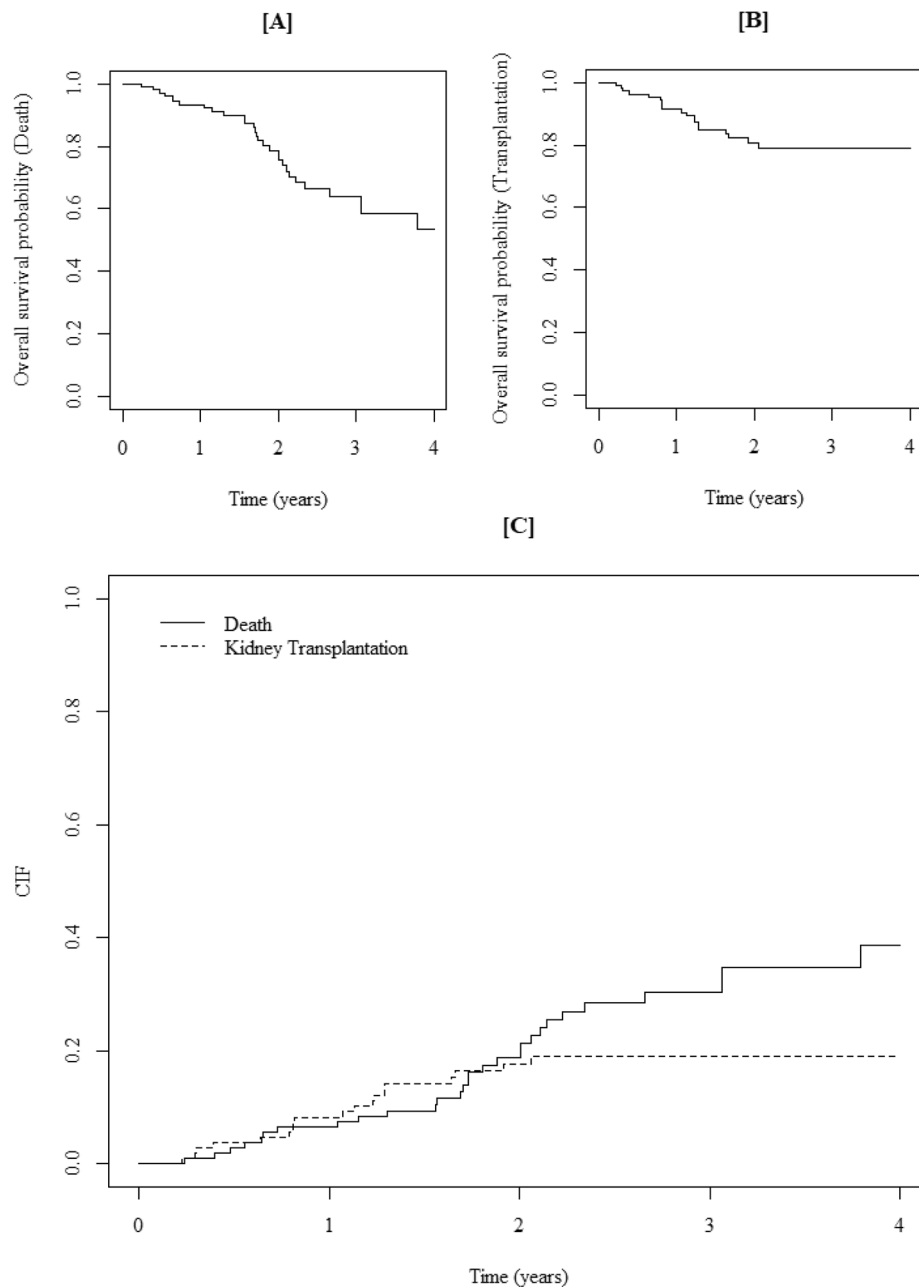 [A]
Overall survival probability (Death)
1.0
0.8
0.6
0.4
0.2
0.0
0 1 2 3 4
Time (years)
[B]
Overall survival probability (Transplantation)
1.0
0.8
0.6
0.4
0.2
0.0
0 1 2 3 4
Time (years)
[C]
CIF
1.0
0.8
0.6
0.4
0.2
0.0
Death
Kidney Transplantation
0 1 2 3 4
Time (years)